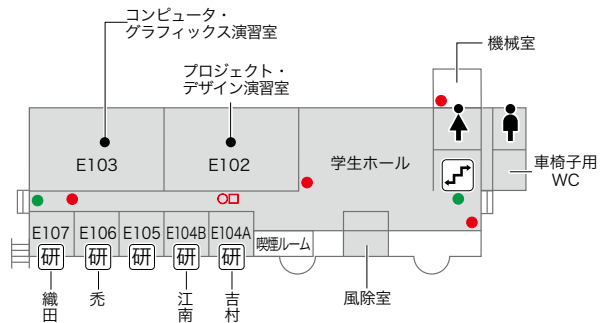 コンピュータ・
グラフィックス演習室
プロジェクト・
デザイン演習室
機械室
E103
E102
学生ホール
車椅子用
WC
E107
E106
E105
E104B
E104A
喫煙ルーム
研
研
研
研
研
風除室
織田
禿
江南
吉村